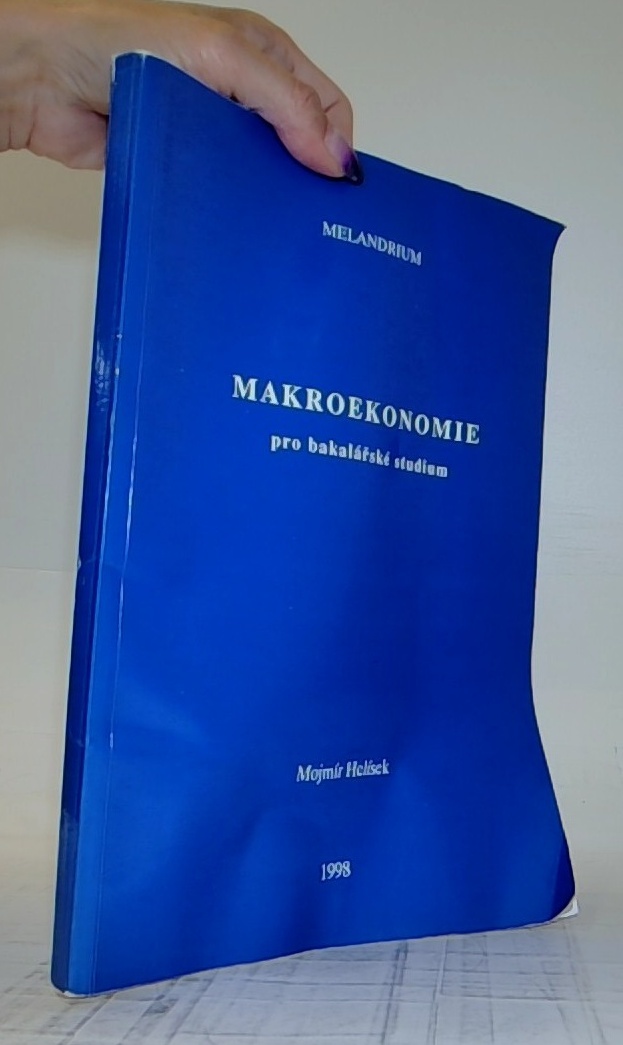 MELANDRIUM
MAKROEKONOMIE
pro bakalářské studium
Mojmír Helísek
1998